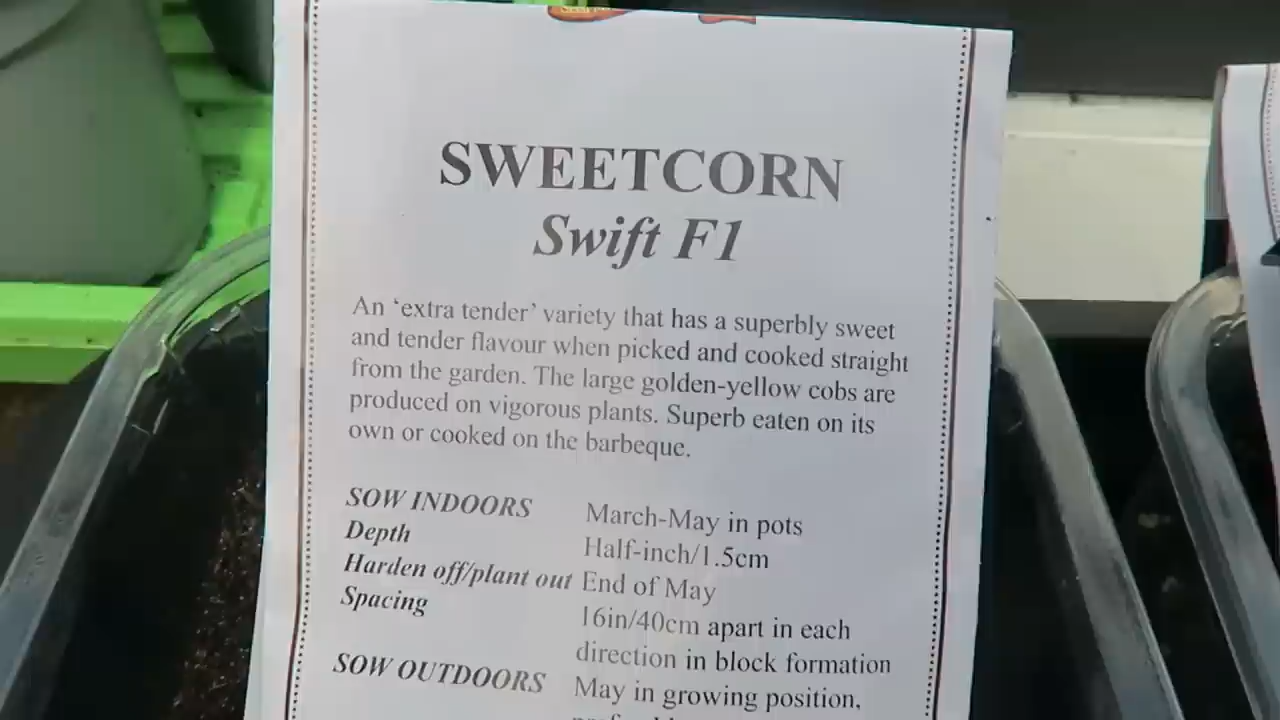 SWEETCORN
Swift F1
An ‘extra tender’ variety that has a superbly sweet
and tender flavour when picked and cooked straight
from the garden. The large golden-yellow cobs are
produced on vigorous plants. Superb eaten on its
own or cooked on the barbeque.
SOW INDOORS March-May in pots
Depth Half-inch/1.5cm
Harden off/plant out End of May
Spacing 16in/40cm apart in each
direction in block formation
SOW OUTDOORS May in growing position,